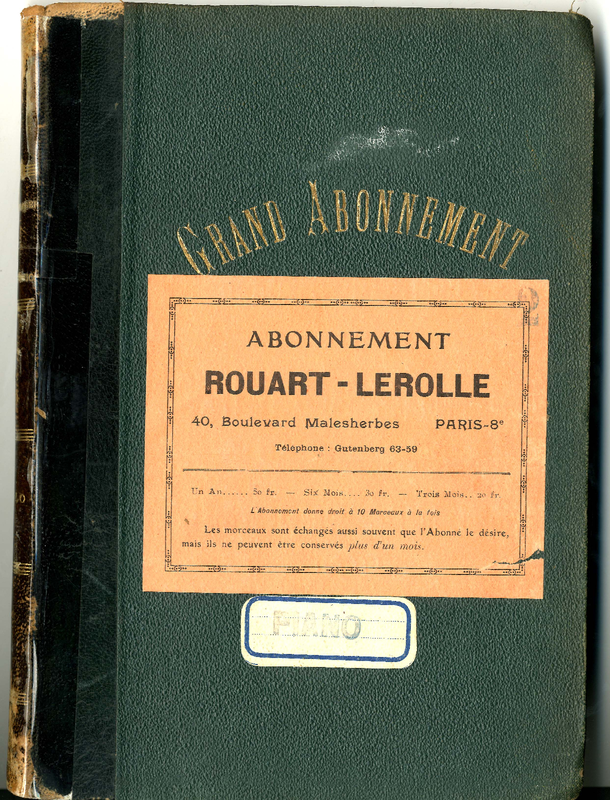 GRAND ABONNEMENT
ABONNEMENT
ROUART - LEROLLE
40, Boulevard Malesherbes PARIS-8e
Téléphone : Gutenberg 63-59
Un An...... 50 fr. — Six Mois.... 30 fr. — Trois Mois.. 20 fr.
L'Abonnement donne droit à 10 Morceaux à la fois
Les morceaux sont échangés aussi souvent que l'Abonné le désire,
mais ils ne peuvent être conservés plus d'un mois.
PIANO